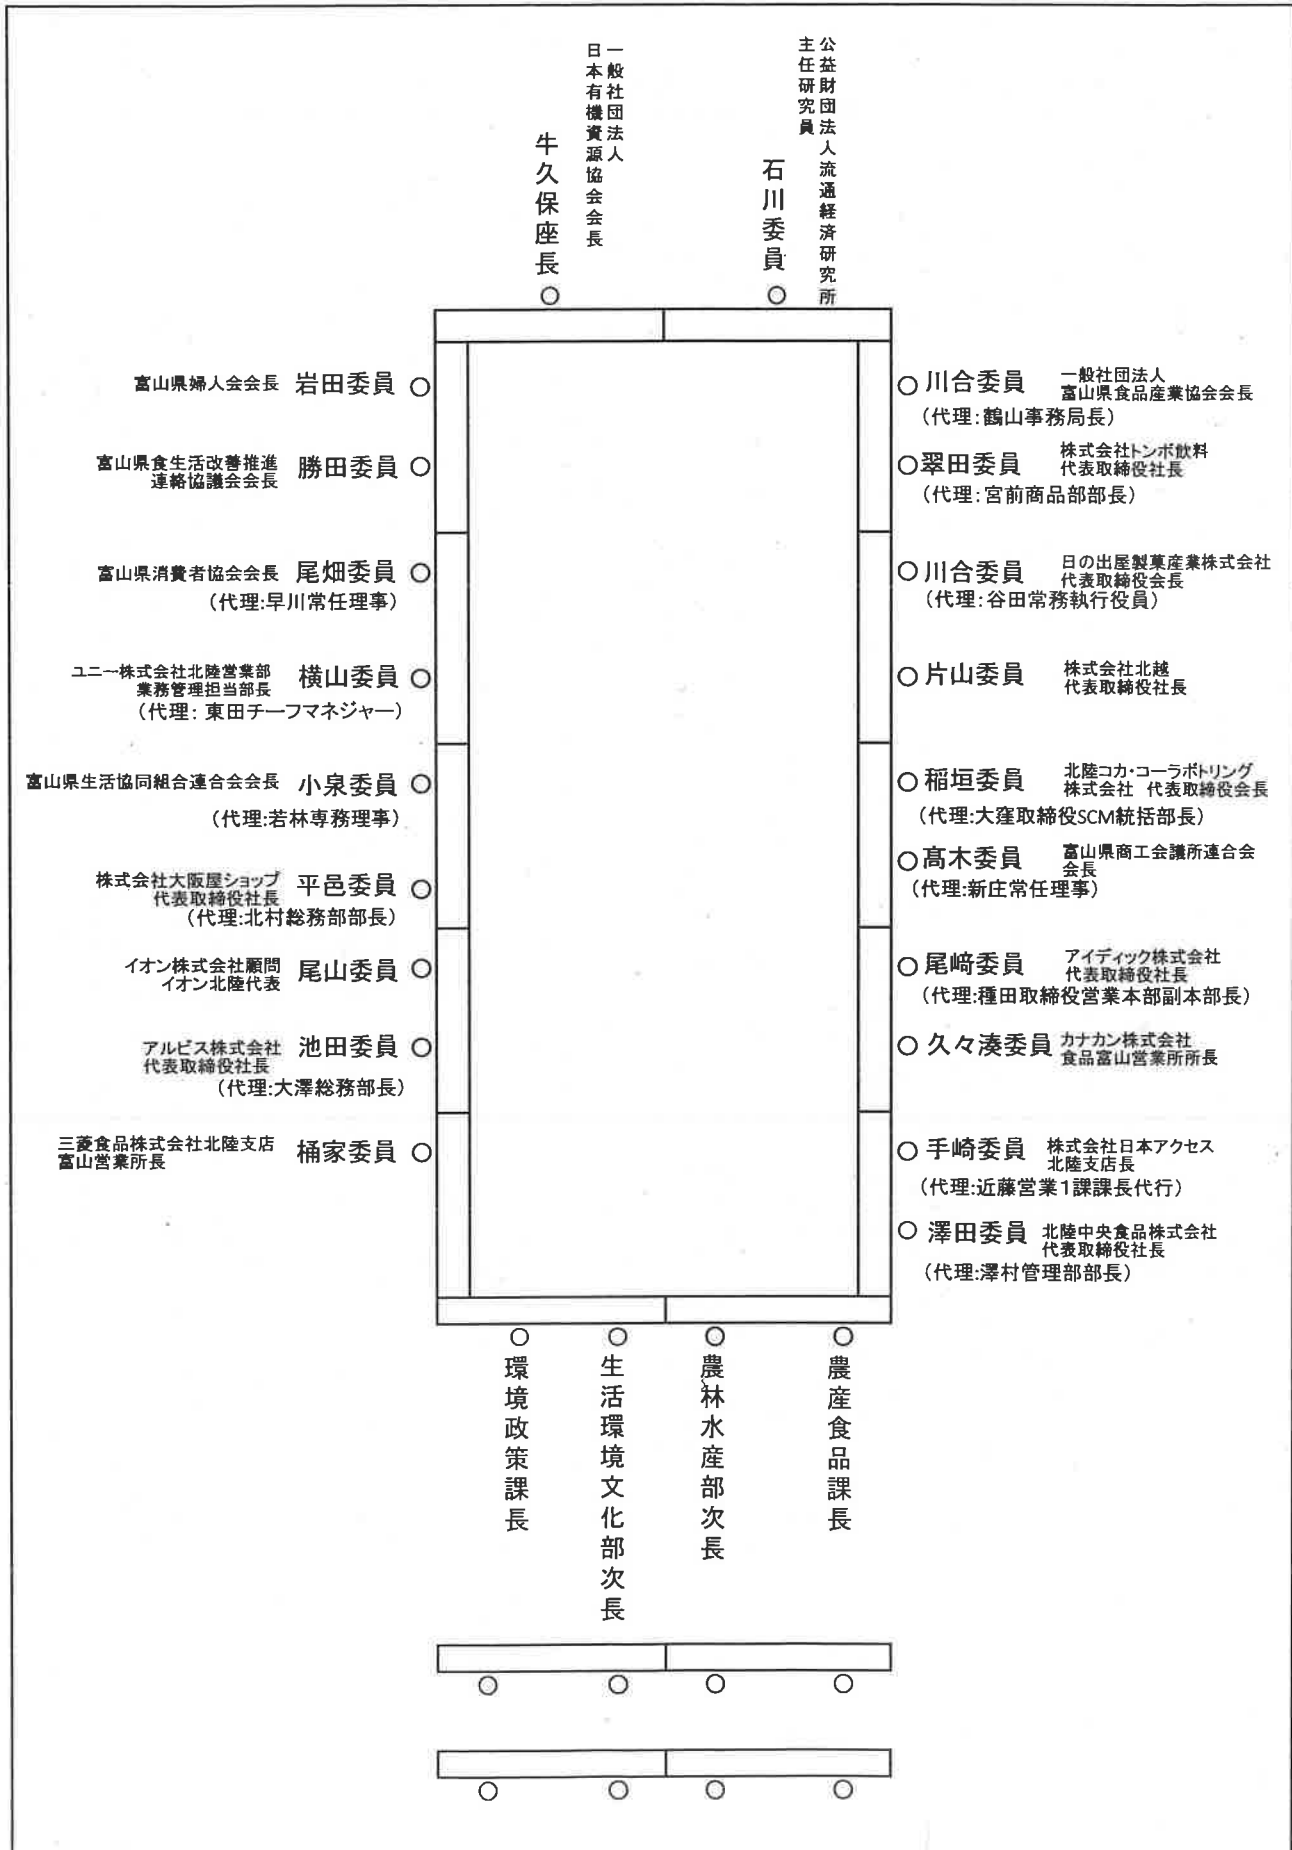 公益財団法人流通経済研究所
主任研究員
石川委員
一般社団法人
日本有機資源協会会長
牛久保座長
富山県婦人会会長 岩田委員
富山県食生活改善推進
連絡協議会会長
勝田委員
富山県消費者協会会長 尾畑委員
(代理:早川常任理事)
ユニー株式会社北陸営業部
業務管理担当部長
横山委員
(代理: 東田チーフマネジャー)
富山県生活協同組合連合会会長 小泉委員
(代理:若林専務理事)
株式会社大阪屋ショップ
代表取締役社長
平邑委員
(代理:北村総務部部長)
イオン株式会社顧問
イオン北陸代表
尾山委員
アルビス株式会社
代表取締役社長
池田委員
(代理:大澤総務部長)
三菱食品株式会社北陸支店
富山営業所長
桶家委員
川合委員
一般社団法人
富山県食品産業協会会長
(代理:鶴山事務局長)
翠田委員
株式会社トンボ飲料
代表取締役社長
(代理:宮前商品部部長)
川合委員
日の出屋製菓産業株式会社
代表取締役会長
(代理:谷田常務執行役員)
片山委員
株式会社北越
代表取締役社長
稲垣委員
北陸コカ・コーラボトリング
株式会社 代表取締役会長
(代理:大窪取締役SCM統括部長)
髙木委員
富山県商工会議所連合会
会長
(代理:新庄常任理事)
尾﨑委員
アイディック株式会社
代表取締役社長
(代理:種田取締役営業本部副本部長)
久々湊委員
カナカン株式会社
食品富山営業所所長
手崎委員
株式会社日本アクセス
北陸支店長
(代理:近藤営業1課課長代行)
澤田委員
北陸中央食品株式会社
代表取締役社長
(代理:澤村管理部部長)
環境政策課長
生活環境文化部次長
農林水産部次長
農産食品課長